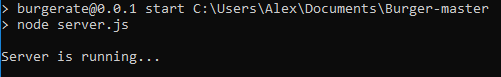 > burgerate@0.0.1 start C:\Users\Alex\Documents\Burger-master
> node server.js
Server is running...